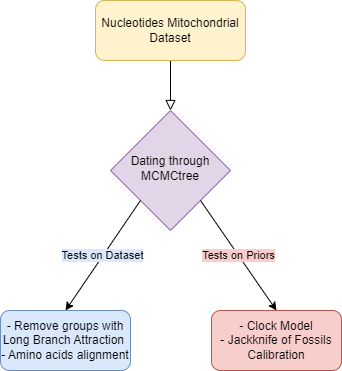 Nucleotides Mitochondrial
Dataset
Dating through
MCMCtree
Tests on Dataset
Tests on Priors
- Remove groups with
Long Branch Attraction
- Amino acids alignment
- Clock Model
- Jackknife of Fossils
Calibration